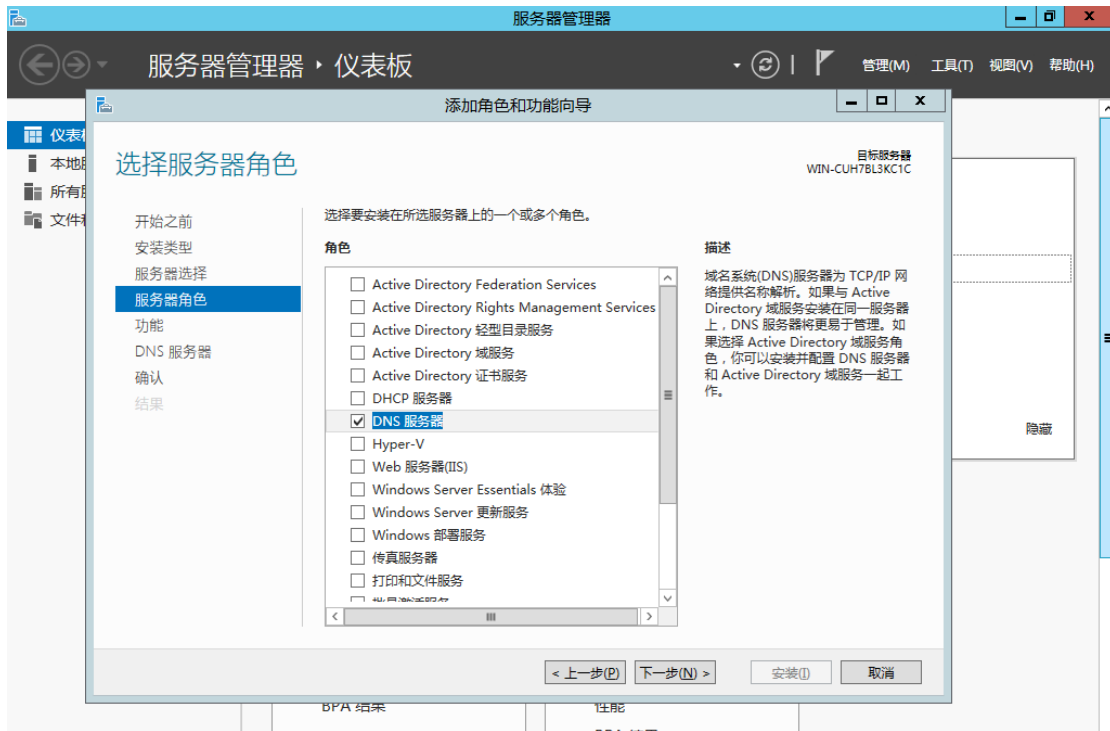 服务器管理器
服务器管理器 · 仪表板
管理(M) 工具(T) 视图(V) 帮助(H)
添加角色和功能向导
仪表
本地
所有
文件
选择服务器角色
目标服务器
WIN-CUH7BL3KC1C
开始之前
安装类型
服务器选择
服务器角色
功能
DNS 服务器
确认
结果
选择要安装在所选服务器上的一个或多个角色。
角色
Active Directory Federation Services
Active Directory Rights Management Services
Active Directory 轻型目录服务
Active Directory 域服务
Active Directory 证书服务
DHCP 服务器
DNS 服务器
Hyper-V
Web 服务器(IIS)
Windows Server Essentials 体验
Windows Server 更新服务
Windows 部署服务
传真服务器
打印和文件服务
描述
域名系统(DNS)服务器为 TCP/IP 网
络提供名称解析。如果与 Active
Directory 域服务安装在同一服务器
上，DNS 服务器将更易于管理。如
果选择 Active Directory 域服务角
色，你可以安装并配置 DNS 服务器
和 Active Directory 域服务一起工
作。
隐藏
< 上一步(P) 下一步(N) > 安装(I) 取消
BPA 结果
性能